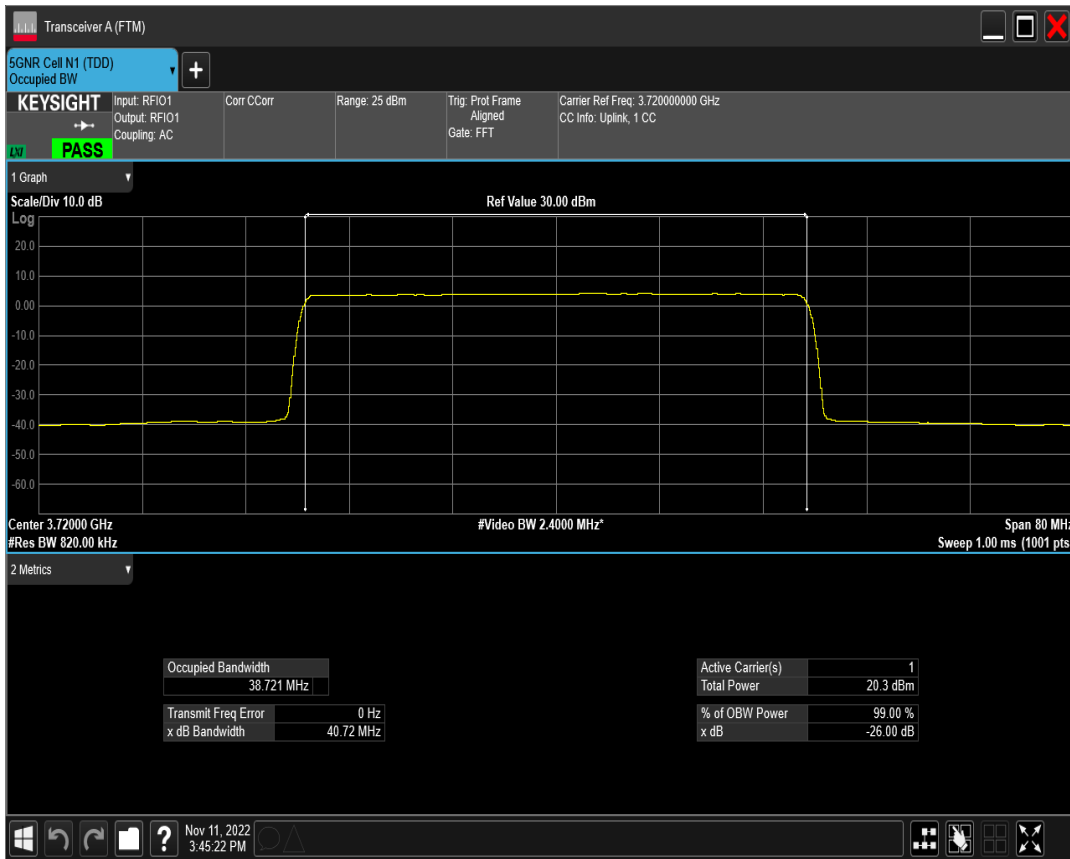 Transceiver A (FTM)
5GNR Cell N1 (TDD)
Occupied BW
+
KEYSIGHT
LXI
PASS
Input: RFIO1
Output: RFIO1
Coupling: AC
Corr CCorr
Range: 25 dBm
Trig: Prot Frame
Aligned
Gate: FFT
Carrier Ref Freq: 3.720000000 GHz
CC Info: Uplink, 1 CC
1 Graph
Scale/Div 10.0 dB
Ref Value 30.00 dBm
Log
20.0
10.0
0.00
-10.0
-20.0
-30.0
-40.0
-50.0
-60.0
Center 3.72000 GHz
#Video BW 2.4000 MHz*
Span 80 MHz
#Res BW 820.00 kHz
Sweep 1.00 ms (1001 pts
2 Metrics
Occupied Bandwidth
38.721 MHz
Transmit Freq Error 0 Hz
x dB Bandwidth 40.72 MHz
Active Carrier(s) 1
Total Power 20.3 dBm
% of OBW Power 99.00 %
x dB -26.00 dB
?
Nov 11, 2022
3:45:22 PM